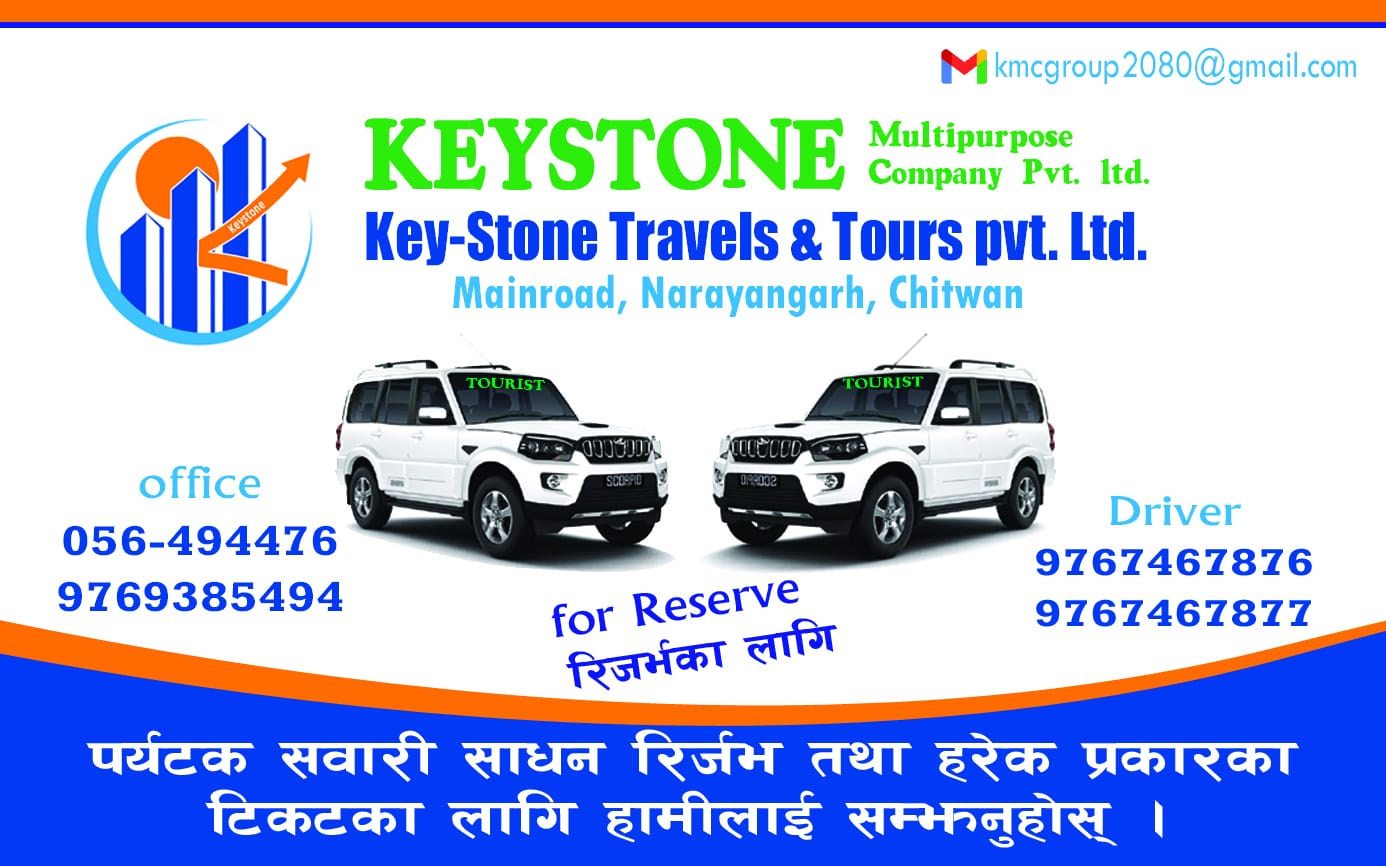 kmcgroup2080@gmail.com
KEYSTONE Multipurpose
Company Pvt. ltd.
Keystone
Key-Stone Travels & Tours pvt. Ltd.
Mainroad, Narayangarh, Chitwan
TOURIST
TOURIST
SCORPIO
office
056-494476
9769385494
Driver
9767467876
9767467877
for Reserve
रिजर्भका लागि
पर्यटक सवारी साधन रिर्जभ तथा हरेक प्रकारका
टिकटका लागि हामीलाई सम्झनुहोस् ।